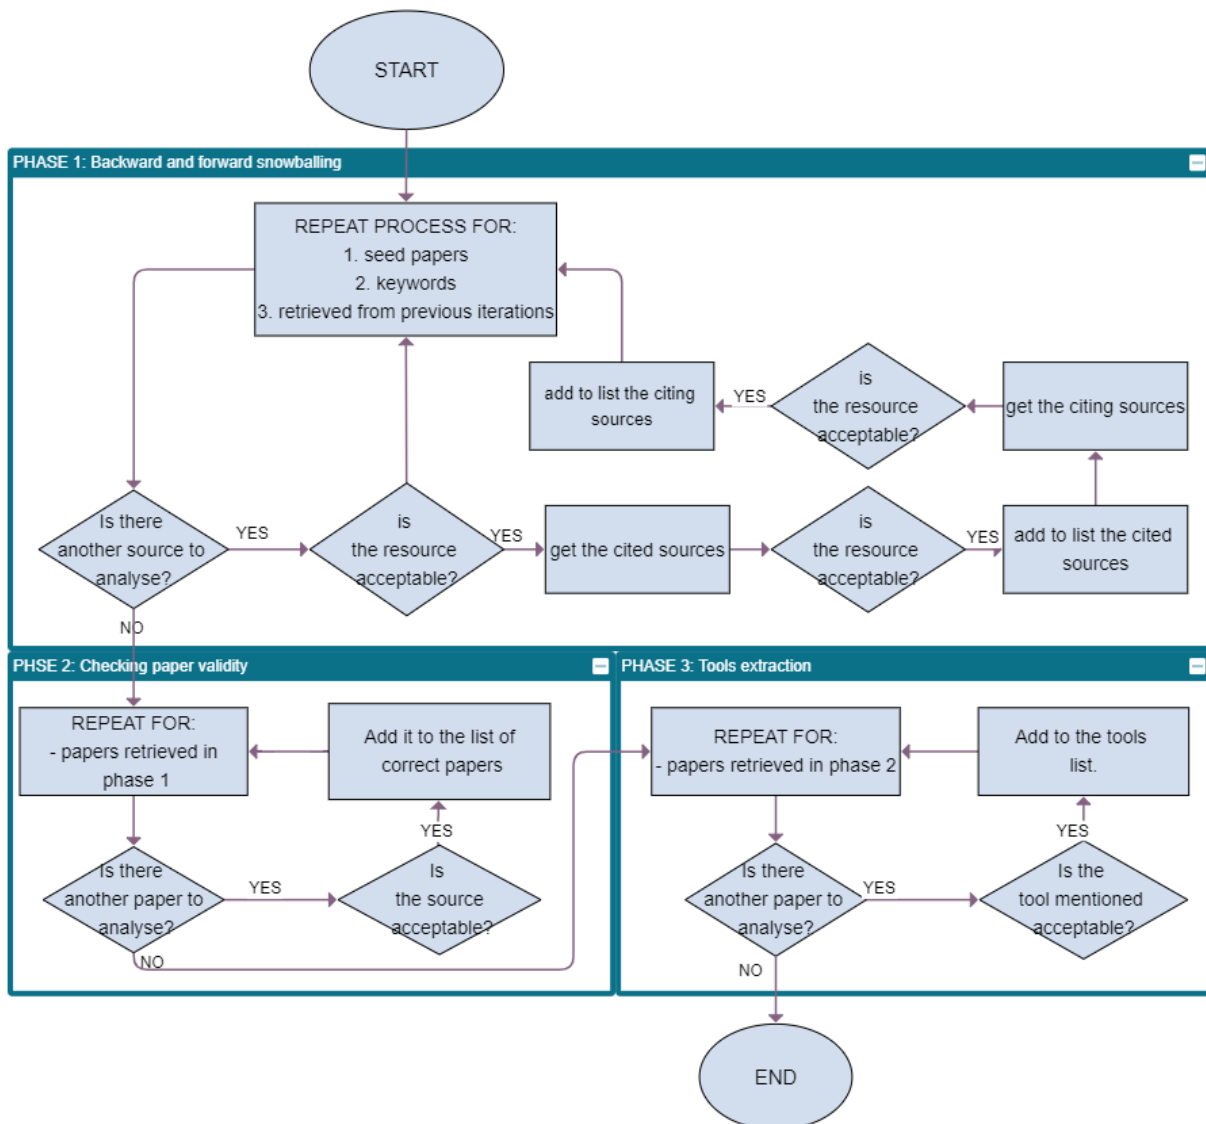 START
PHASE 1: Backward and forward snowballing
REPEAT PROCESS FOR:
1. seed papers
2. keywords
3. retrieved from previous iterations
add to list the citing
sources
YES
is
the resource
acceptable?
get the citing sources
Is there
another source to
analyse?
YES
is
the resource
acceptable?
YES
get the cited sources
is
the resource
acceptable?
YES
add to list the cited
sources
NO
PHSE 2: Checking paper validity
REPEAT FOR:
- papers retrieved in
phase 1
Add it to the list of
correct papers
YES
Is there
another paper to
analyse?
YES
Is
the source
acceptable?
NO
PHASE 3: Tools extraction
REPEAT FOR:
- papers retrieved in phase 2
Add to the tools
list.
YES
Is there
another paper to
analyse?
YES
Is the
tool mentioned
acceptable?
NO
END